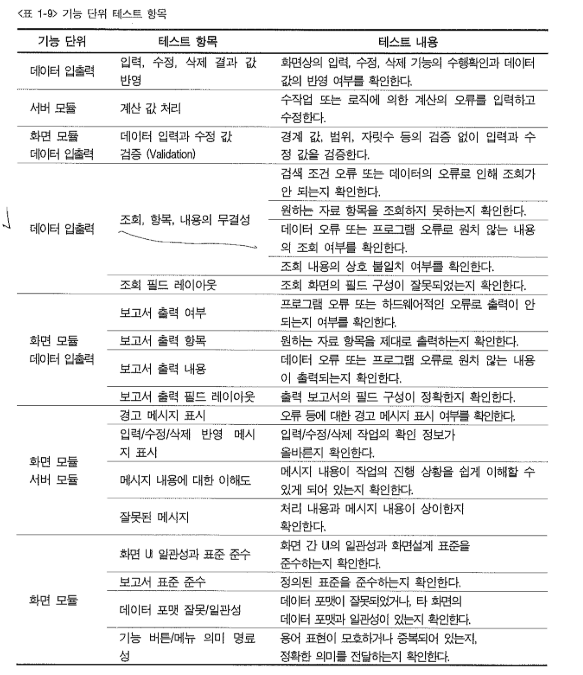 <표 1-9> 기능 단위 테스트 항목
기능 단위 테스트 항목 테스트 내용
데이터 입출력
입력, 수정, 삭제 결과 값
반영
화면상의 입력, 수정, 삭제 기능의 수행확인과 데이터
값의 반영 여부를 확인한다.
서버 모듈
계산 값 처리
수작업 또는 로직에 의한 계산의 오류를 입력하고
수정한다.
화면 모듈
데이터 입출력
데이터 입력과 수정 값
검증 (Validation)
경계 값, 범위, 자릿수 등의 검증 없이 입력과 수
정 값을 검증한다.
데이터 입출력
조회, 항목, 내용의 무결성
검색 조건 오류 또는 데이터의 오류로 인해 조회가
안 되는지 확인한다.
원하는 자료 항목을 조회하지 못하는지 확인한다.
데이터 오류 또는 프로그램 오류로 원치 않는 내용
의 조회 여부를 확인한다.
조회 내용의 상호 불일치 여부를 확인한다.
조회 필드 레이아웃
조회 화면의 필드 구성이 잘못되었는지 확인한다.
화면 모듈
데이터 입출력
보고서 출력 여부
프로그램 오류 또는 하드웨어적인 오류로 출력이 안
되는지 여부를 확인한다.
보고서 출력 항목
원하는 자료 항목을 제대로 출력하는지 확인한다.
보고서 출력 내용
데이터 오류 또는 프로그램 오류로 원치 않는 내용
이 출력되는지 확인한다.
보고서 출력 필드 레이아웃
출력 보고서의 필드 구성이 정확한지 확인한다.
화면 모듈
서버 모듈
경고 메시지 표시
오류 등에 대한 경고 메시지 표시 여부를 확인한다.
입력/수정/삭제 반영 메시
지 표시
입력/수정/삭제 작업의 확인 정보가
올바른지 확인한다.
메시지 내용에 대한 이해도
메시지 내용이 작업의 진행 상황을 쉽게 이해할 수
있게 되어 있는지 확인한다.
잘못된 메시지
처리 내용과 메시지 내용이 상이한지
확인한다.
화면 모듈
화면 UI 일관성과 표준 준수
화면 간 UI의 일관성과 화면설계 표준을
준수하는지 확인한다.
보고서 표준 준수
정의된 표준을 준수하는지 확인한다.
데이터 포맷 잘못/일관성
데이터 포맷이 잘못되었거나, 타 화면의
데이터 포맷과 일관성이 있는지 확인한다.
기능 버튼/메뉴 의미 명료
성
용어 표현이 모호하거나 중복되어 있는지,
정확한 의미를 전달하는지 확인한다.